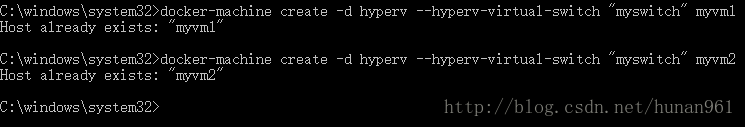 C:\windows\system32>docker-machine create -d hyperv --hyperv-virtual-switch "myswitch" myvm1
Host already exists: "myvm1"
C:\windows\system32>docker-machine create -d hyperv --hyperv-virtual-switch "myswitch" myvm2
Host already exists: "myvm2"
C:\windows\system32>
http://blog.csdn.net/hunan961